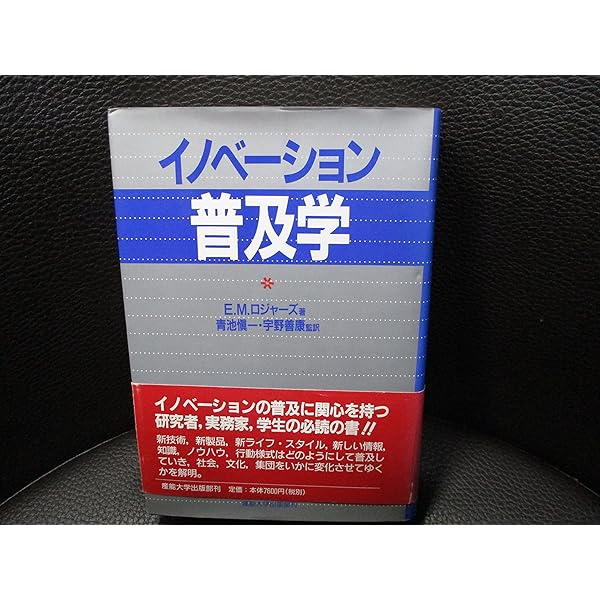 イノベーション
普及学
*
E.M.ロジャーズ著
青池愼一・宇野善康監訳
イノベーションの普及に関心を持つ
研究者,実務家,学生の必読の書!!
新技術,新製品,新ライフ・スタイル,新しい情報,
知識,ノウハウ,行動様式はどのようにして普及し
ていき,社会,文化,集団をいかに変化させてゆく
かを解明。
産能大学出版部刊 定価:本体7600円(税別)